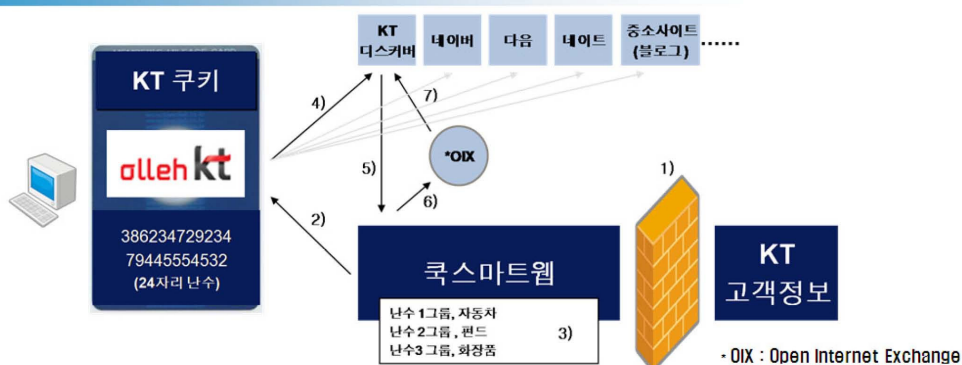 KT
디스커버
네이버
다음
네이트
중소사이트
(블로그)
......
KT 쿠키
4)
7)
olleh kt
*OIX
1)
5)
6)
2)
386234729234
79445554532
(24자리 난수)
쿡스마트웹
KT
고객정보
난수 1그룹, 자동차
난수 2그룹, 펀드
난수3 그룹, 화장품
3)
* OIX : Open Internet Exchange